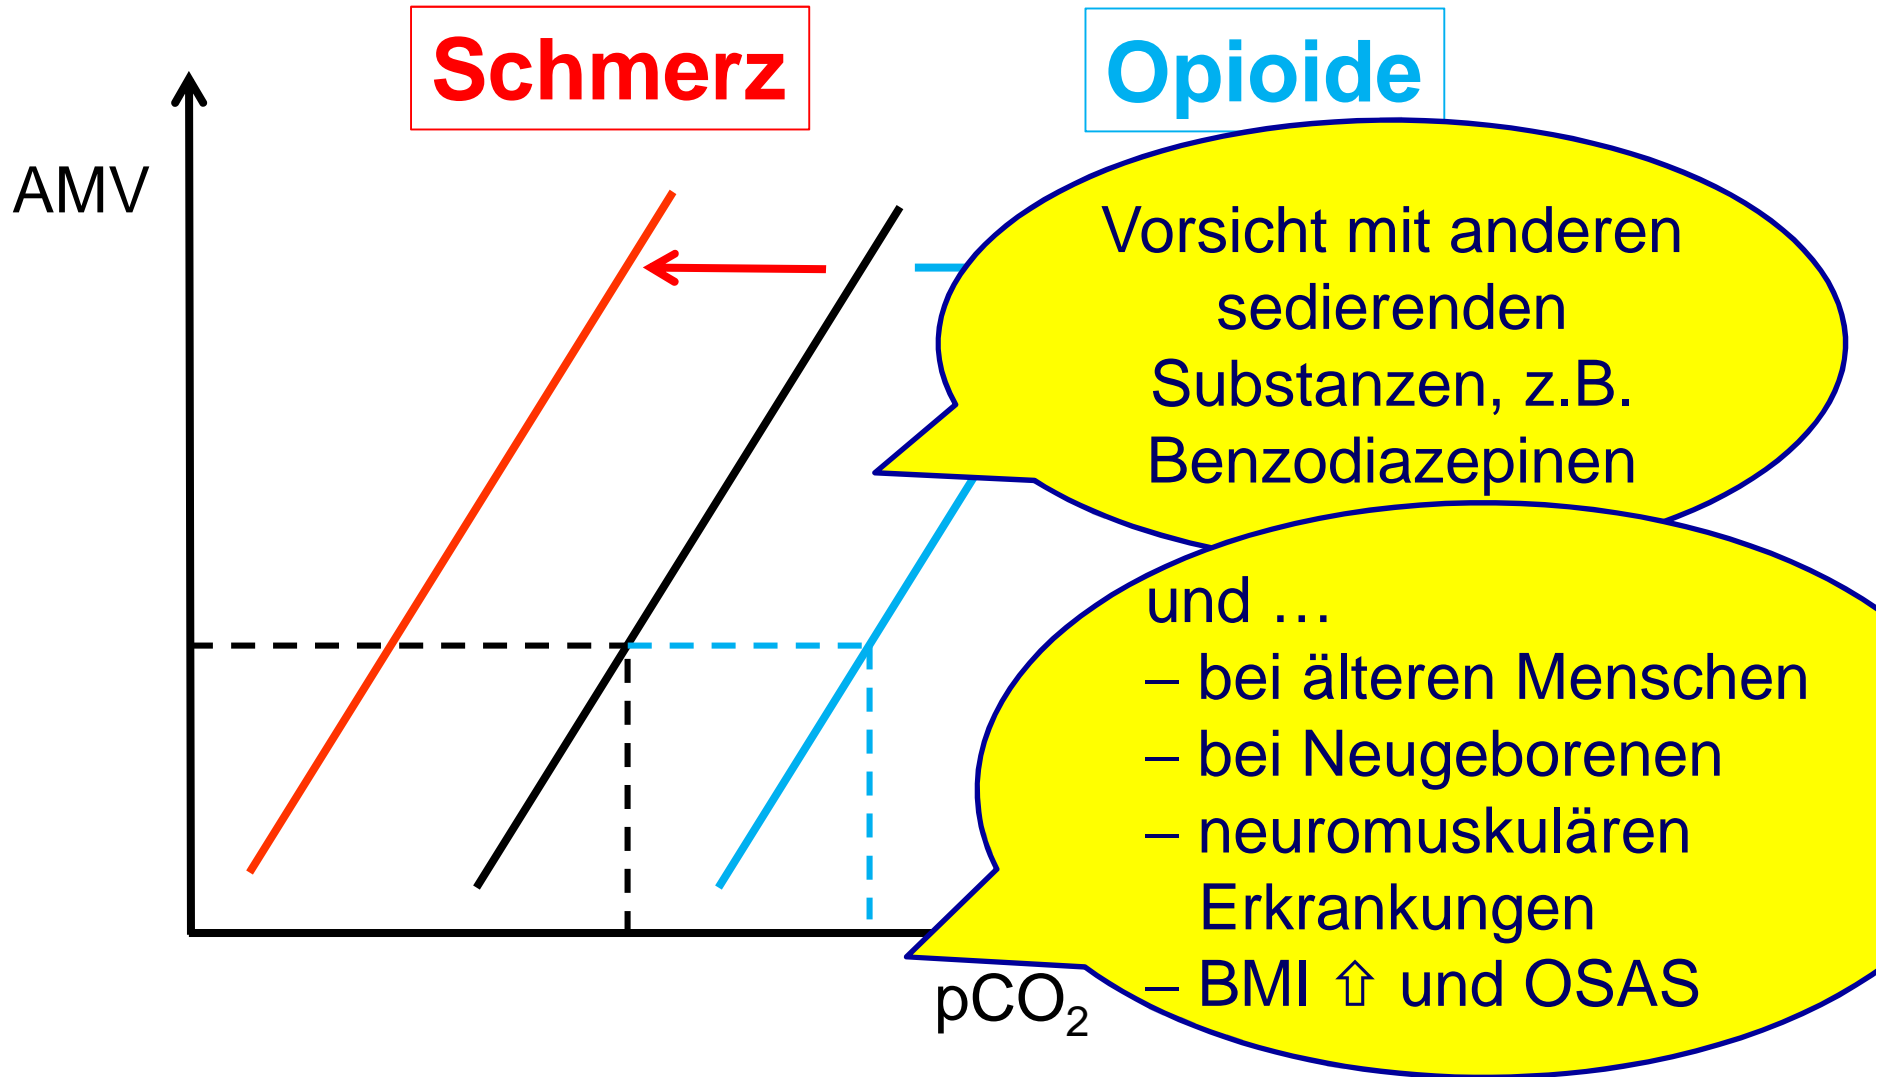 Schmerz
Opioide
AMV
Vorsicht mit anderen
sedierenden
Substanzen, z.B.
Benzodiazepinen
und …
– bei älteren Menschen
– bei Neugeborenen
– neuromuskulären
Erkrankungen
– BMI ⇧ und OSAS
pCO₂